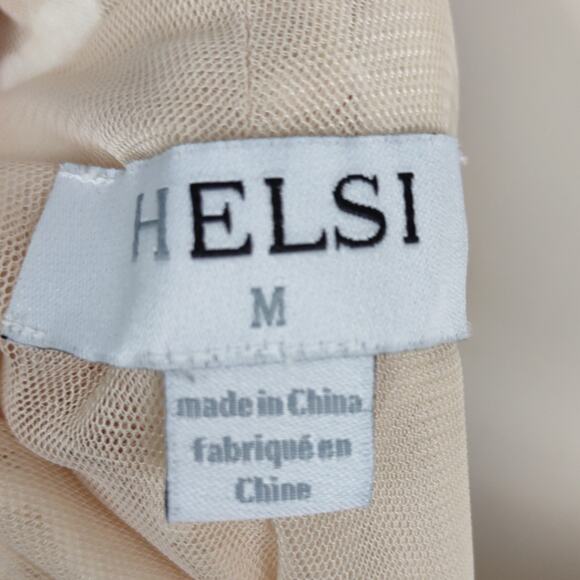 HELSI
M
made in China
fabriqué en
Chine